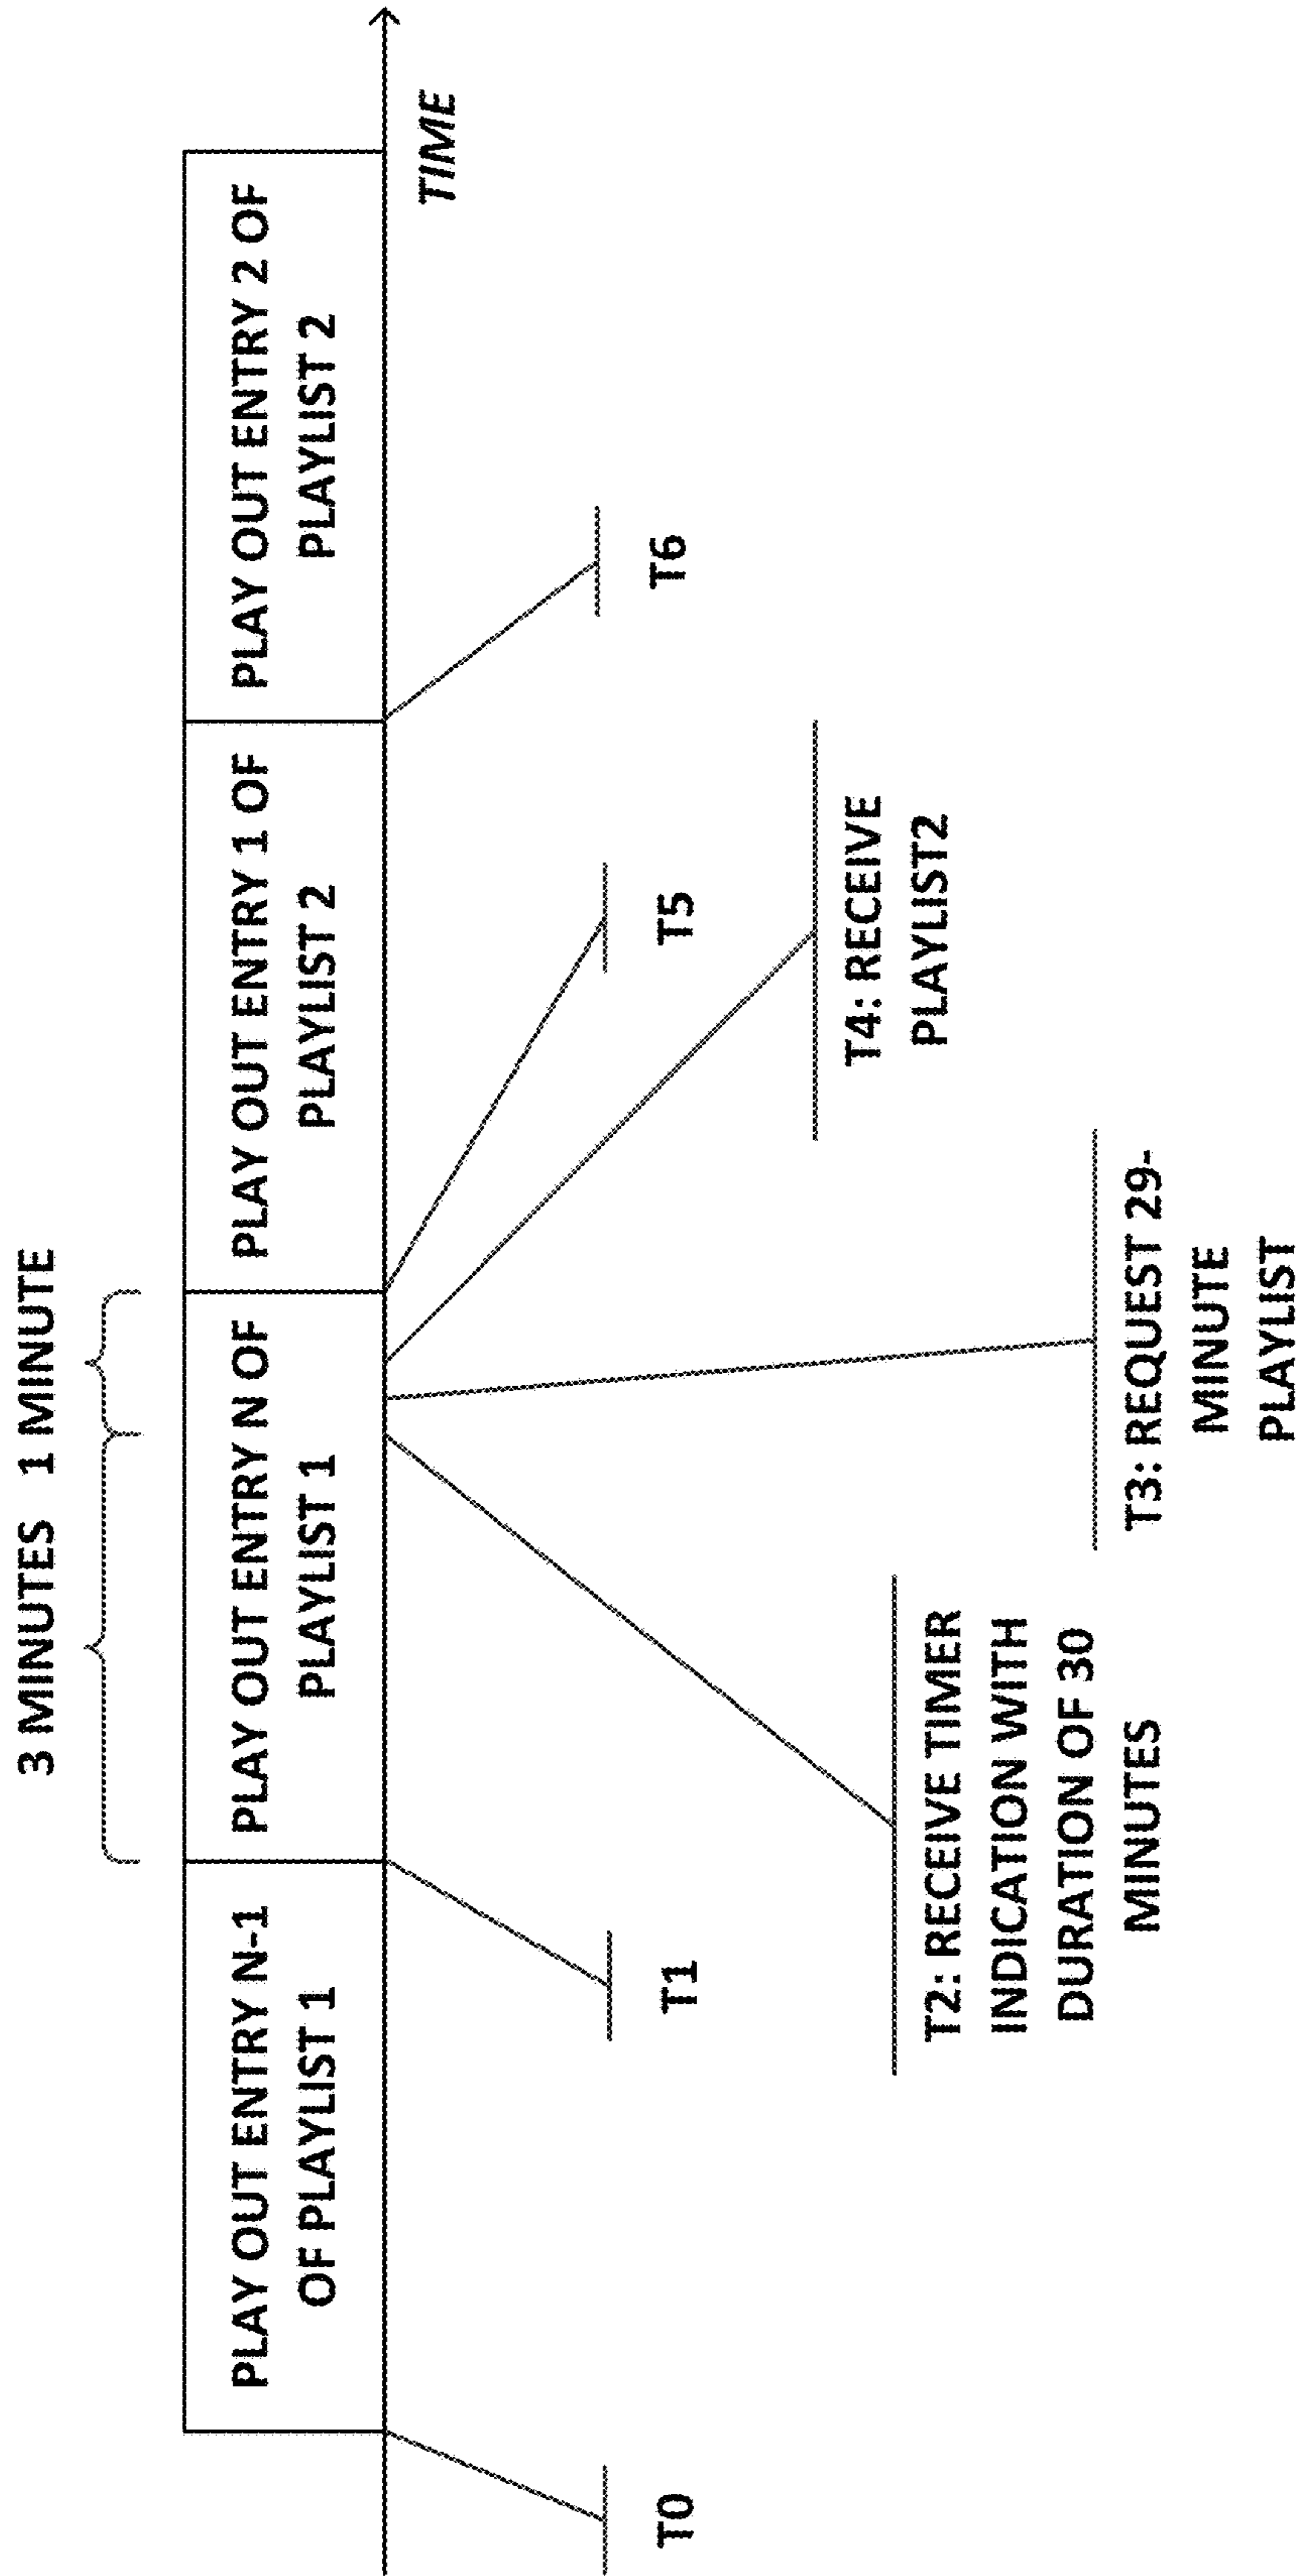 3 MINUTES
1 MINUTE
PLAY OUT ENTRY N-1
OF PLAYLIST 1
PLAY OUT ENTRY N OF
PLAYLIST 1
PLAY OUT ENTRY 1 OF
PLAYLIST 2
PLAY OUT ENTRY 2 OF
PLAYLIST 2
TIME
T0
T1
T2: RECEIVE TIMER
INDICATION WITH
DURATION OF 30
MINUTES
T3: REQUEST 29-
MINUTE
PLAYLIST
T4: RECEIVE
PLAYLIST2
T5
T6